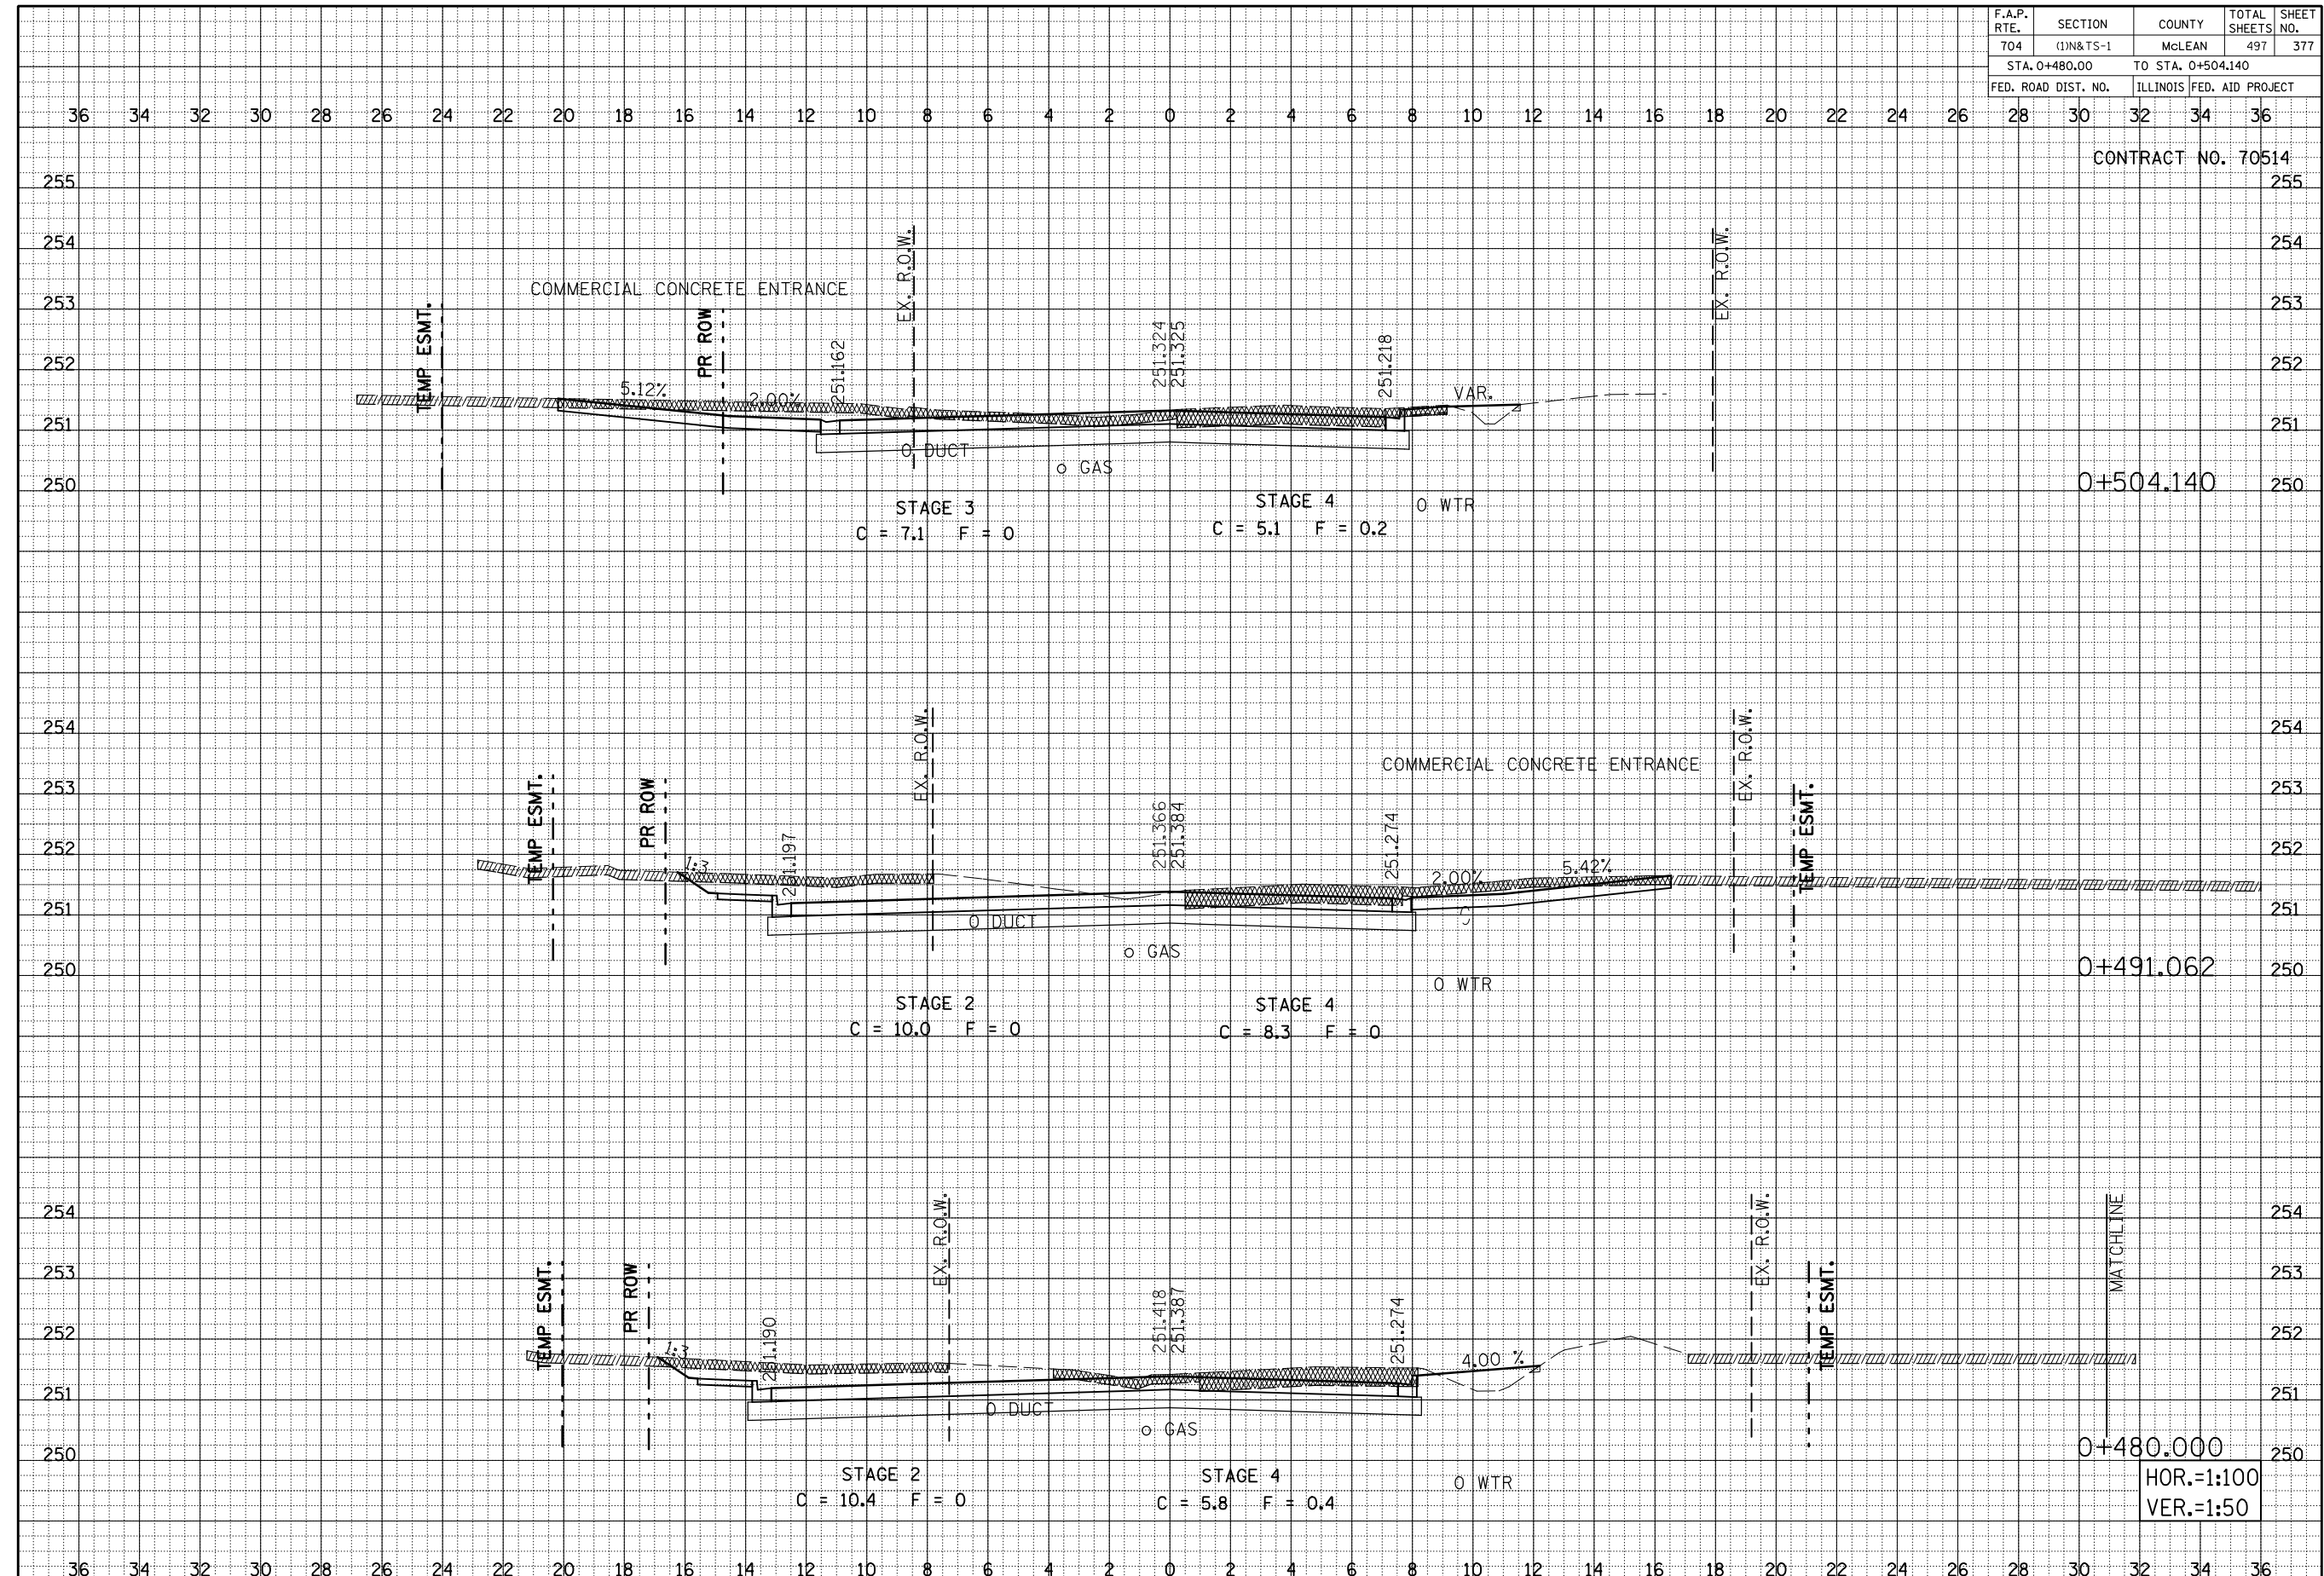 F.A.P. RTE. SECTION COUNTY TOTAL SHEETS SHEET NO.
704 (1)N&TS-1 McLEAN 497 377
STA. 0+480.00 TO STA. 0+504.140
FED. ROAD DIST. NO. ILLINOIS FED. AID PROJECT
36 34 32 30 28 26 24 22 20 18 16 14 12 10 8 6 4 2 0 2 4 6 8 10 12 14 16 18 20 22 24 26 28 30 32 34 36
CONTRACT NO. 70514
255 255
254 254
EX. R.O.W. EX. R.O.W.
COMMERCIAL CONCRETE ENTRANCE
253 253
TEMP ESMT. PR ROW
251.162 251.324 251.325 251.218
252 252
5.12% 2.00% VAR.
251 251
O DUCT
O GAS
250 0+504.140 250
STAGE 3 STAGE 4 O WTR
C = 7.1 F = 0 C = 5.1 F = 0.2
254 254
EX. R.O.W. EX. R.O.W.
COMMERCIAL CONCRETE ENTRANCE
253 253
TEMP ESMT. PR ROW TEMP ESMT.
251.197 251.366 251.384 251.274
252 252
1:3 2.00% 5.42%
251 251
O DUCT
O GAS
250 0+491.062 250
O WTR
STAGE 2 STAGE 4
C = 10.0 F = 0 C = 8.3 F = 0
254 254
EX. R.O.W. EX. R.O.W. MATCHLINE
253 253
TEMP ESMT. PR ROW TEMP ESMT.
251.190 251.418 251.387 251.274
252 252
1:3 4.00 %
251 251
O DUCT
O GAS
250 0+480.000 250
STAGE 2 STAGE 4 O WTR
C = 10.4 F = 0 C = 5.8 F = 0.4
HOR.=1:100
VER.=1:50
36 34 32 30 28 26 24 22 20 18 16 14 12 10 8 6 4 2 0 2 4 6 8 10 12 14 16 18 20 22 24 26 28 30 32 34 36